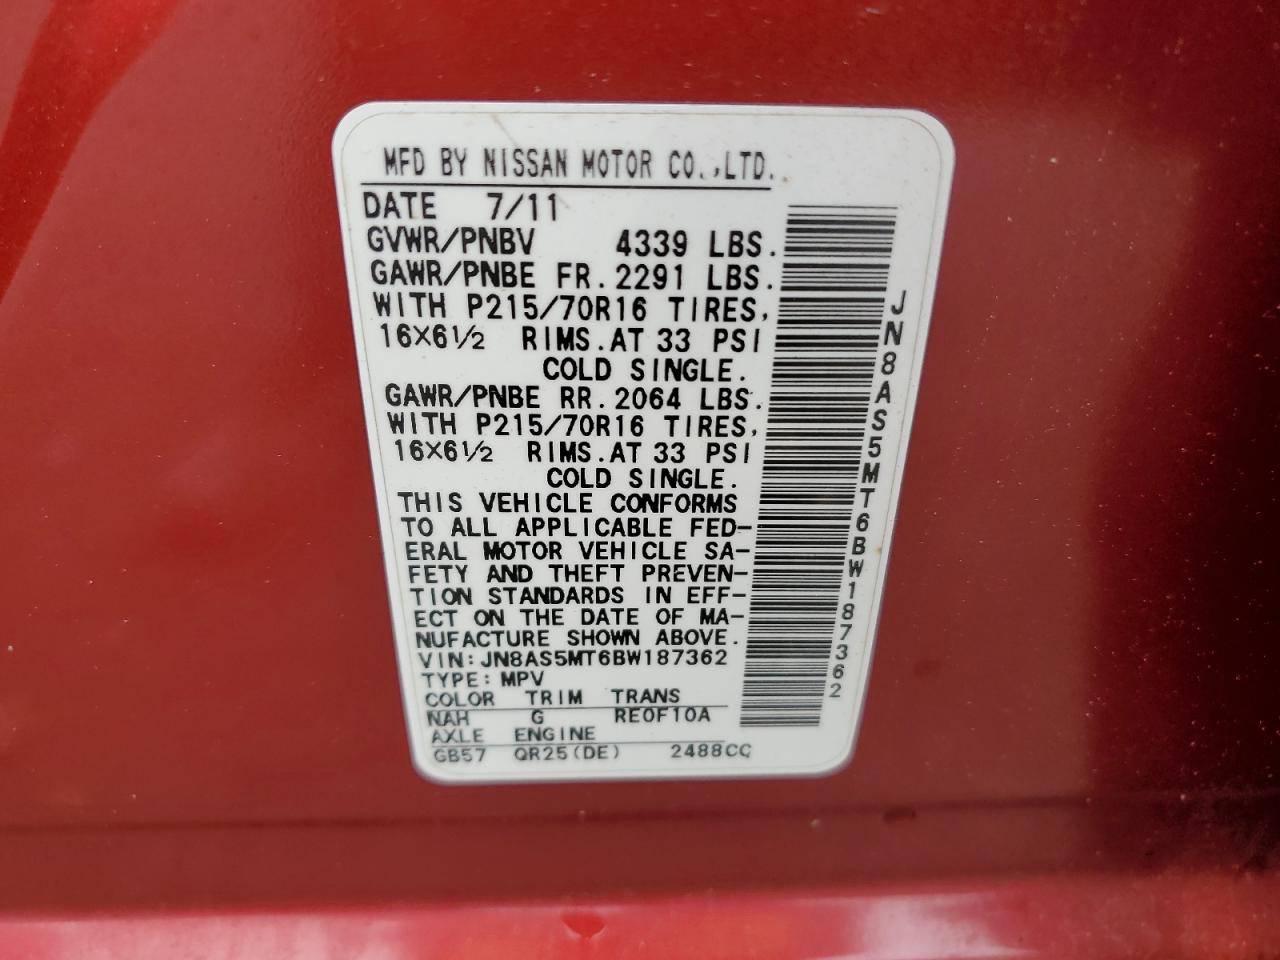 MFD BY NISSAN MOTOR CO.,LTD.
DATE 7/11
GVWR/PNBV 4339 LBS.
GAWR/PNBE FR. 2291 LBS.
WITH P215/70R16 TIRES,
16X6½ RIMS. AT 33 PSI
COLD SINGLE.
GAWR/PNBE RR. 2064 LBS.
WITH P215/70R16 TIRES,
16X6½ RIMS. AT 33 PSI
COLD SINGLE.
THIS VEHICLE CONFORMS
TO ALL APPLICABLE FED-
ERAL MOTOR VEHICLE SA-
FETY AND THEFT PREVEN-
TION STANDARDS IN EFF-
ECT ON THE DATE OF MA-
NUFACTURE SHOWN ABOVE.
VIN: JN8AS5MT6BW187362
TYPE: MPV
COLOR TRIM TRANS
NAH G RE0F10A
AXLE ENGINE
GB57 QR25(DE) 2488CC
JN8AS5MT6BW187362